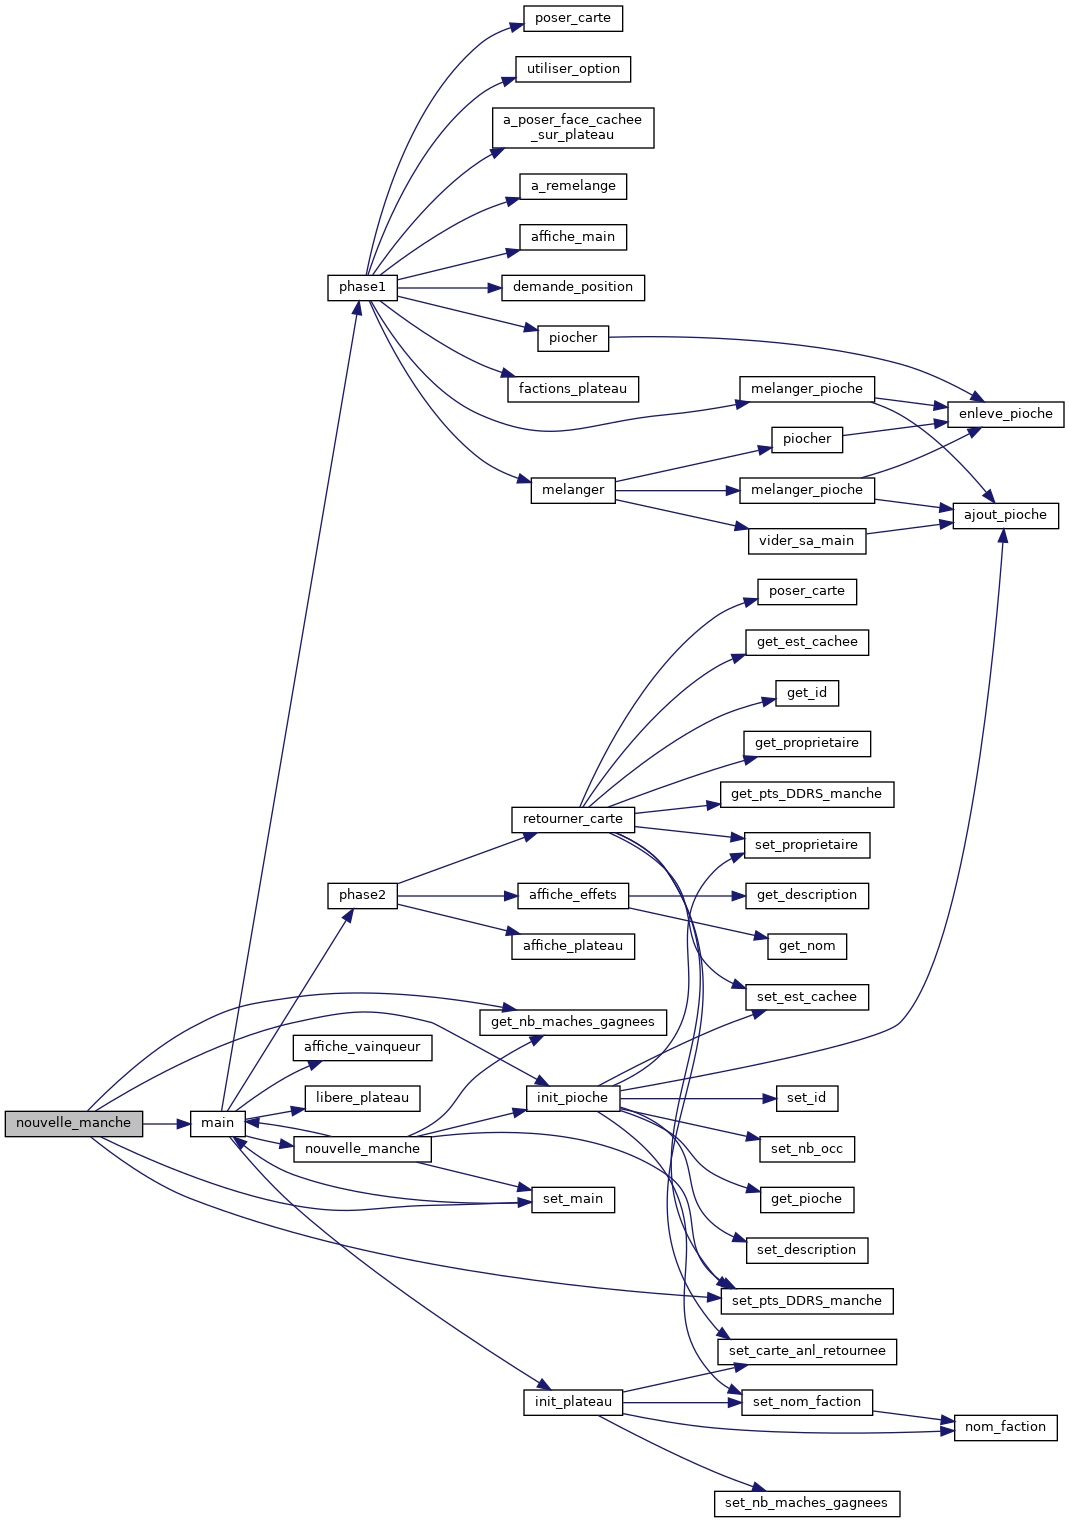 poser_carte
utiliser_option
a_poser_face_cachee
_sur_plateau
a_remelange
affiche_main
phase1
demande_position
piocher
factions_plateau
melanger_pioche
enleve_pioche
piocher
melanger
melanger_pioche
ajout_pioche
vider_sa_main
poser_carte
get_est_cachee
get_id
get_proprietaire
get_pts_DDRS_manche
retourner_carte
set_proprietaire
phase2
affiche_effets
get_description
affiche_plateau
get_nom
set_est_cachee
get_nb_maches_gagnees
affiche_vainqueur
libere_plateau
init_pioche
set_id
nouvelle_manche
main
nouvelle_manche
set_nb_occ
set_main
get_pioche
set_description
set_pts_DDRS_manche
set_carte_anl_retournee
init_plateau
set_nom_faction
nom_faction
set_nb_maches_gagnees